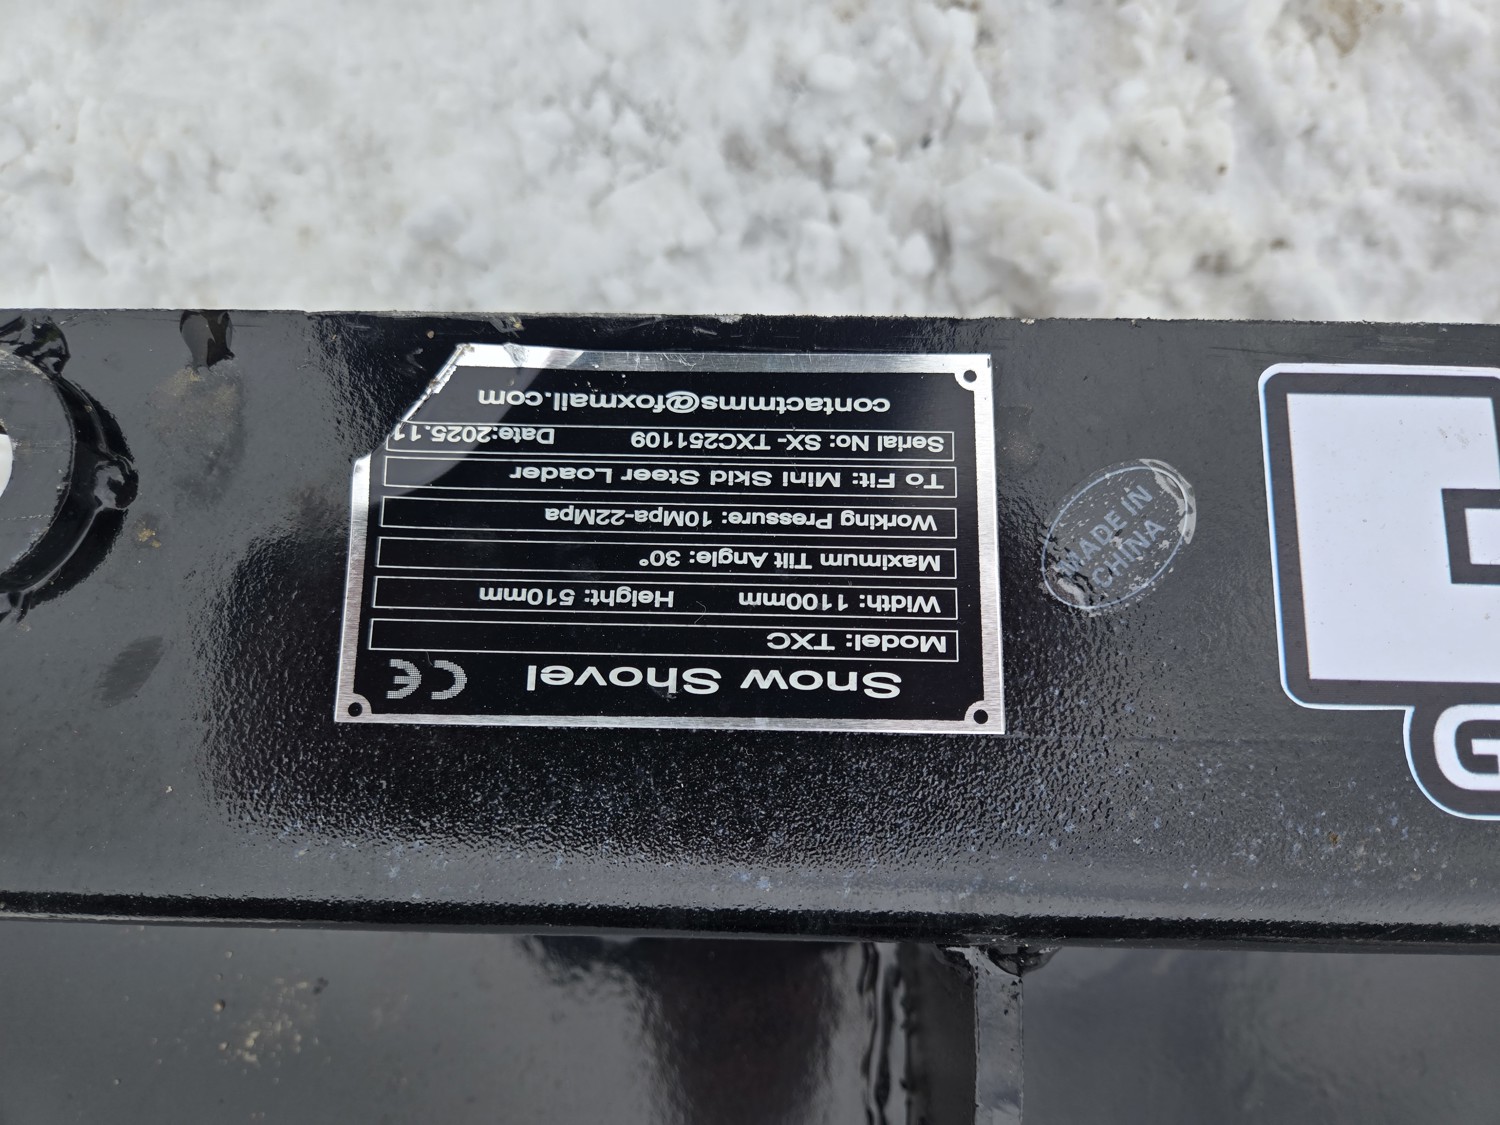 Snow Shovel CE
Model: TXC
Width: 1100mm Height: 510mm
Maximum Tilt Angle: 30°
Working Pressure: 10Mpa-22Mpa
To Fit: Mini Skid Steer Loader
Serial No: SX- TXC251109 Date:2025.11
contactmms@foxmail.com
MADE IN
CHINA
G